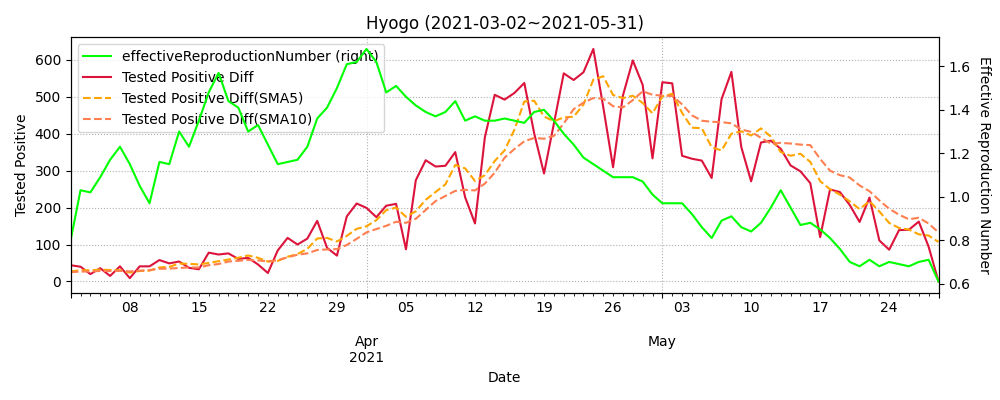 Hyogo (2021-03-02~2021-05-31)
effectiveReproductionNumber (right)
Tested Positive Diff
Tested Positive Diff(SMA5)
Tested Positive Diff(SMA10)
Tested Positive
600
500
400
300
200
100
0
Effective Reproduction Number
1.6
1.4
1.2
1.0
0.8
0.6
08 15 22 29 05 12 19 26 03 10 17 24
Apr May
2021
Date